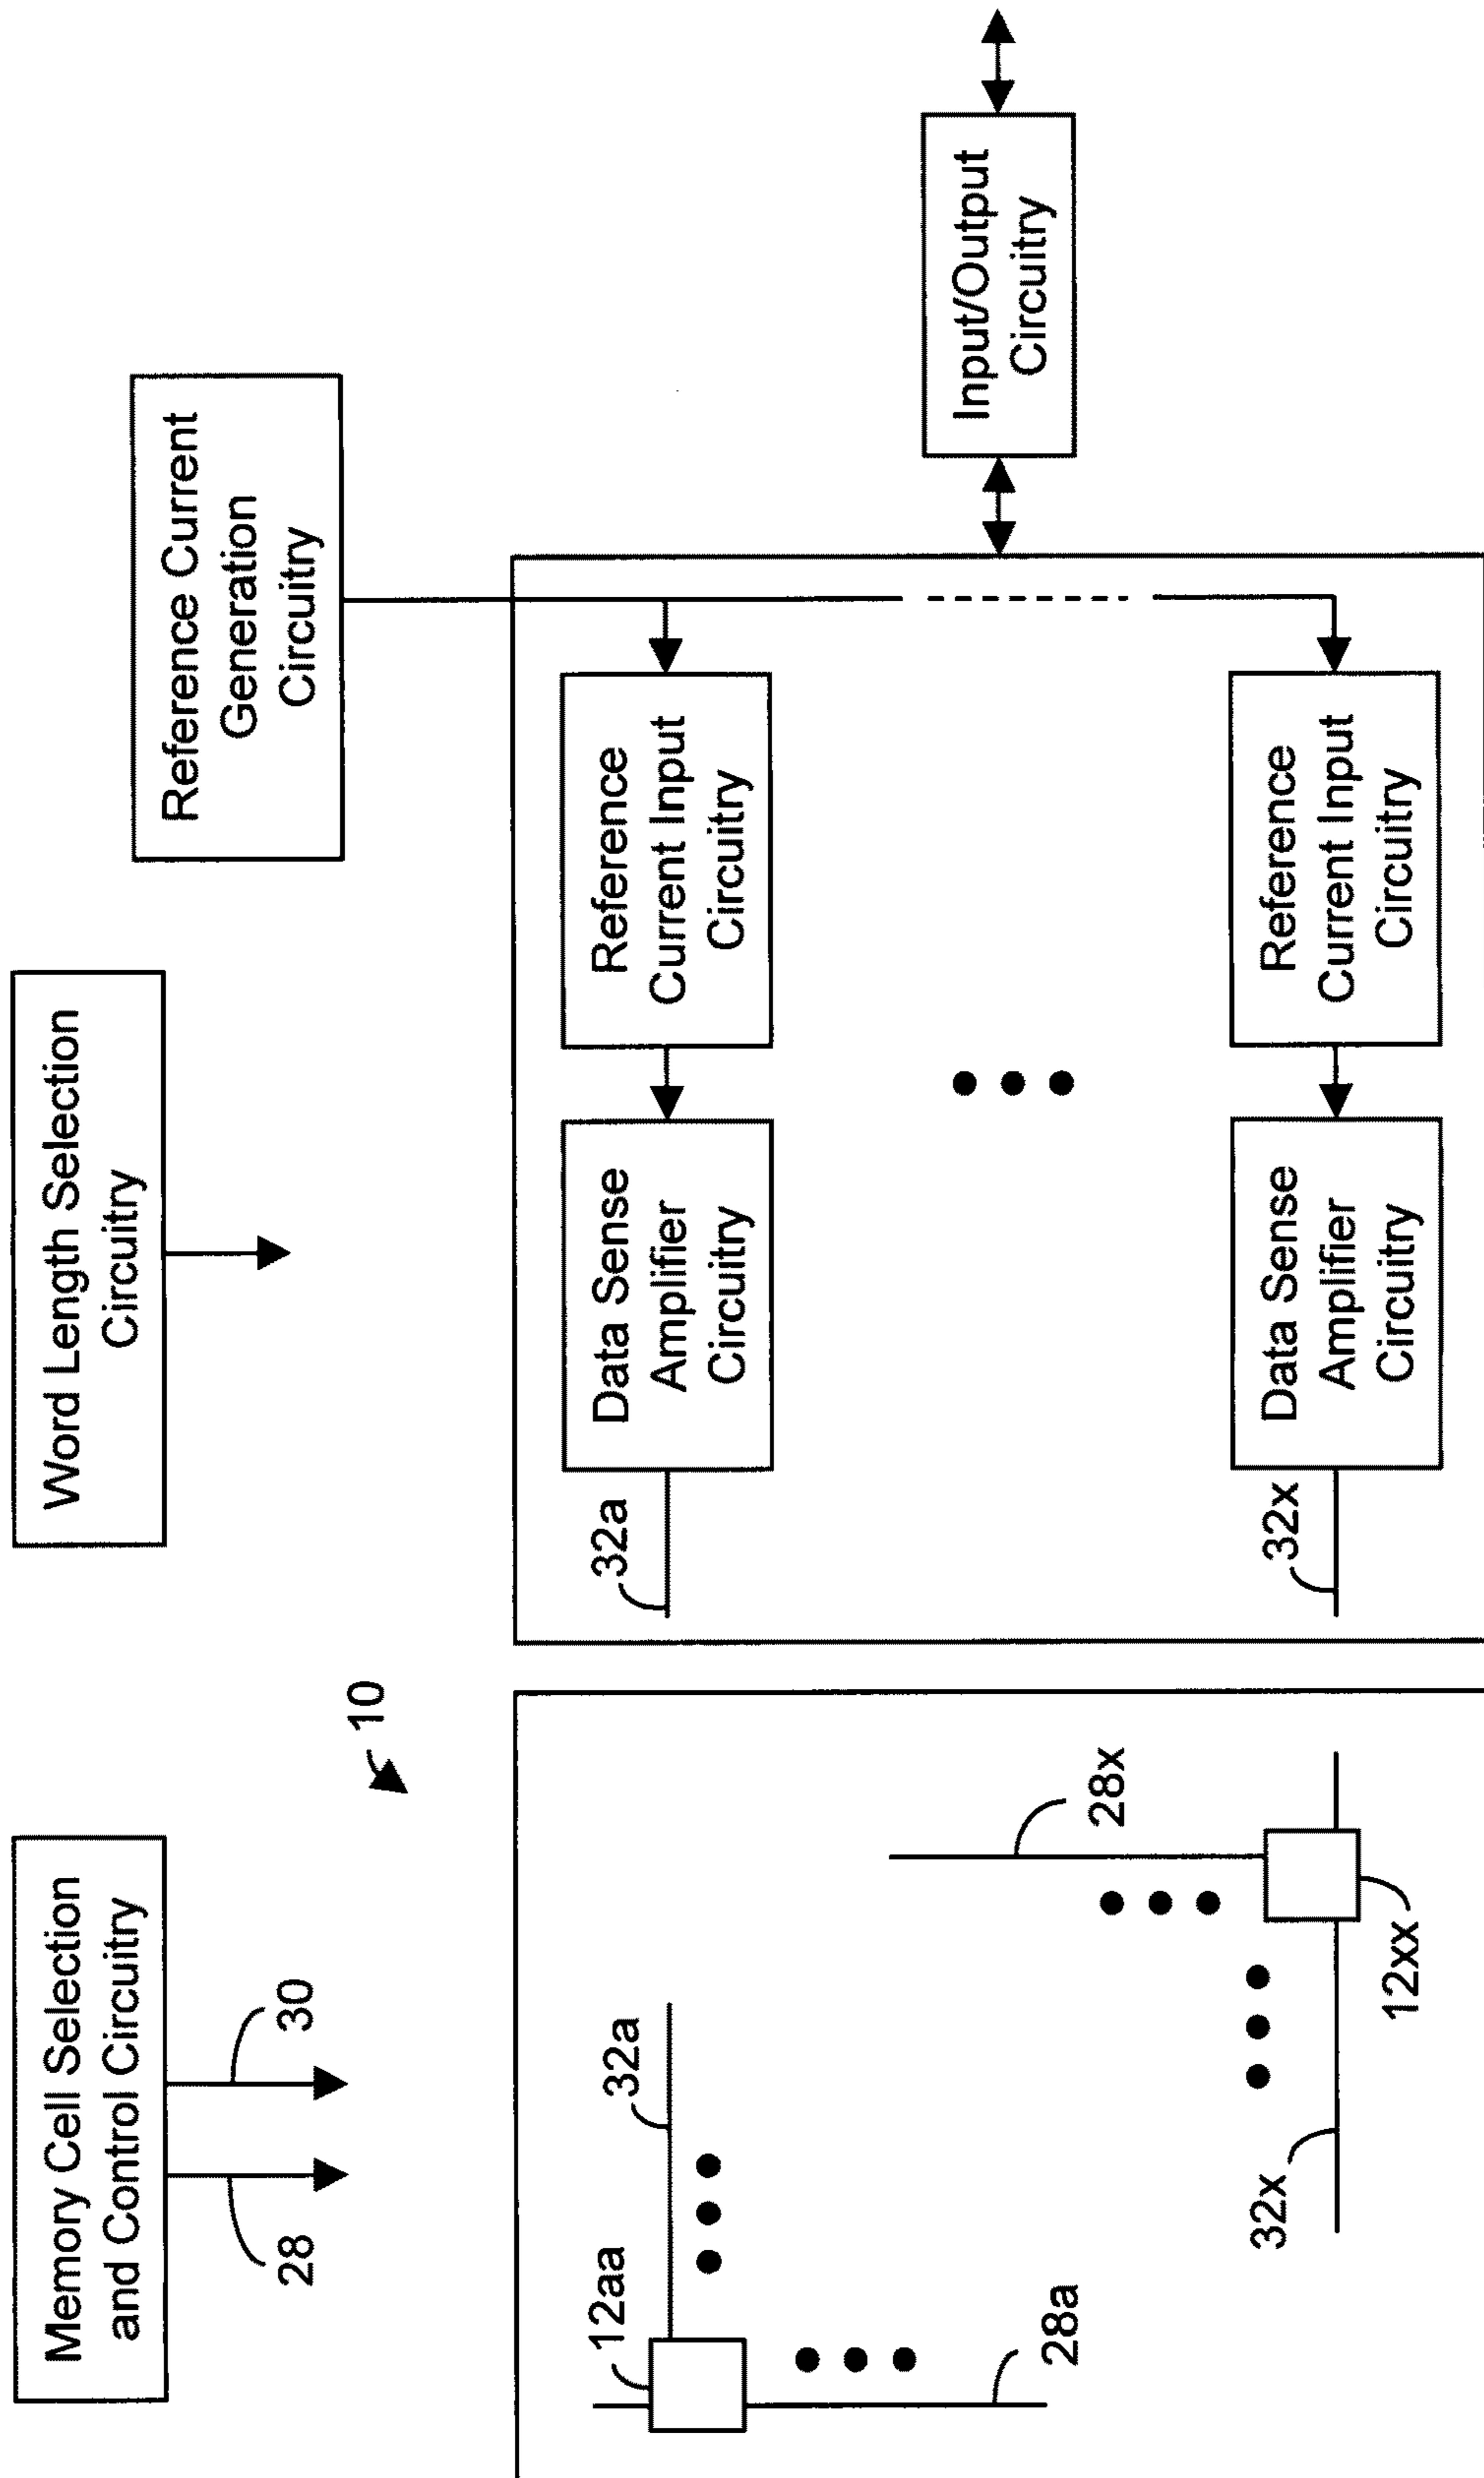 Memory Cell Selection
and Control Circuitry
28
30
Word Length Selection
Circuitry
Reference Current
Generation
Circuitry
10
12aa
32a
28a
28x
32x
12xx
32a
Data Sense
Amplifier
Circuitry
Reference
Current Input
Circuitry
32x
Data Sense
Amplifier
Circuitry
Reference
Current Input
Circuitry
Input/Output
Circuitry